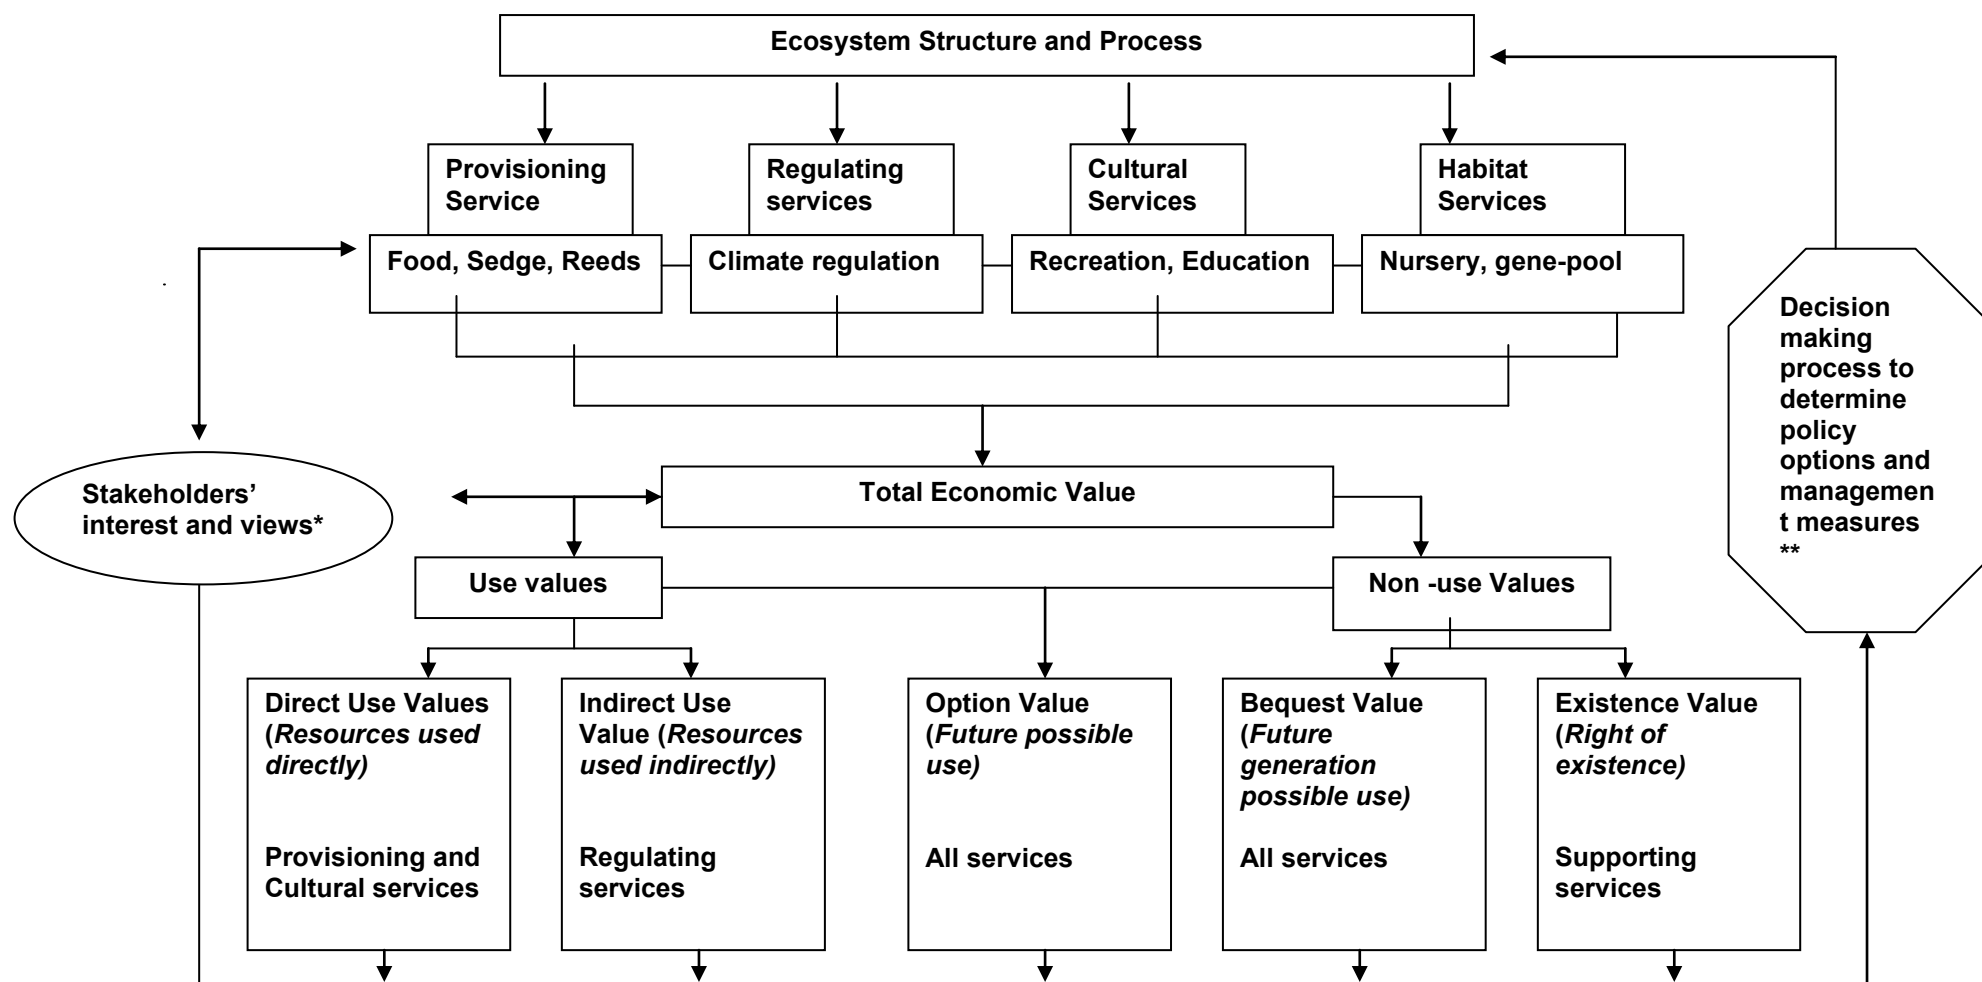 Ecosystem Structure and Process
Provisioning
Service
Regulating
services
Cultural
Services
Habitat
Services
Food, Sedge, Reeds
Climate regulation
Recreation, Education
Nursery, gene-pool
Decision
making
process to
determine
policy
options and
managemen
t measures
**
Stakeholders’
interest and views*
Total Economic Value
Use values
Non -use Values
Direct Use Values
(Resources used
directly)
Provisioning and
Cultural services
Indirect Use
Value (Resources
used indirectly)
Regulating
services
Option Value
(Future possible
use)
All services
Bequest Value
(Future
generation
possible use)
All services
Existence Value
(Right of
existence)
Supporting
services